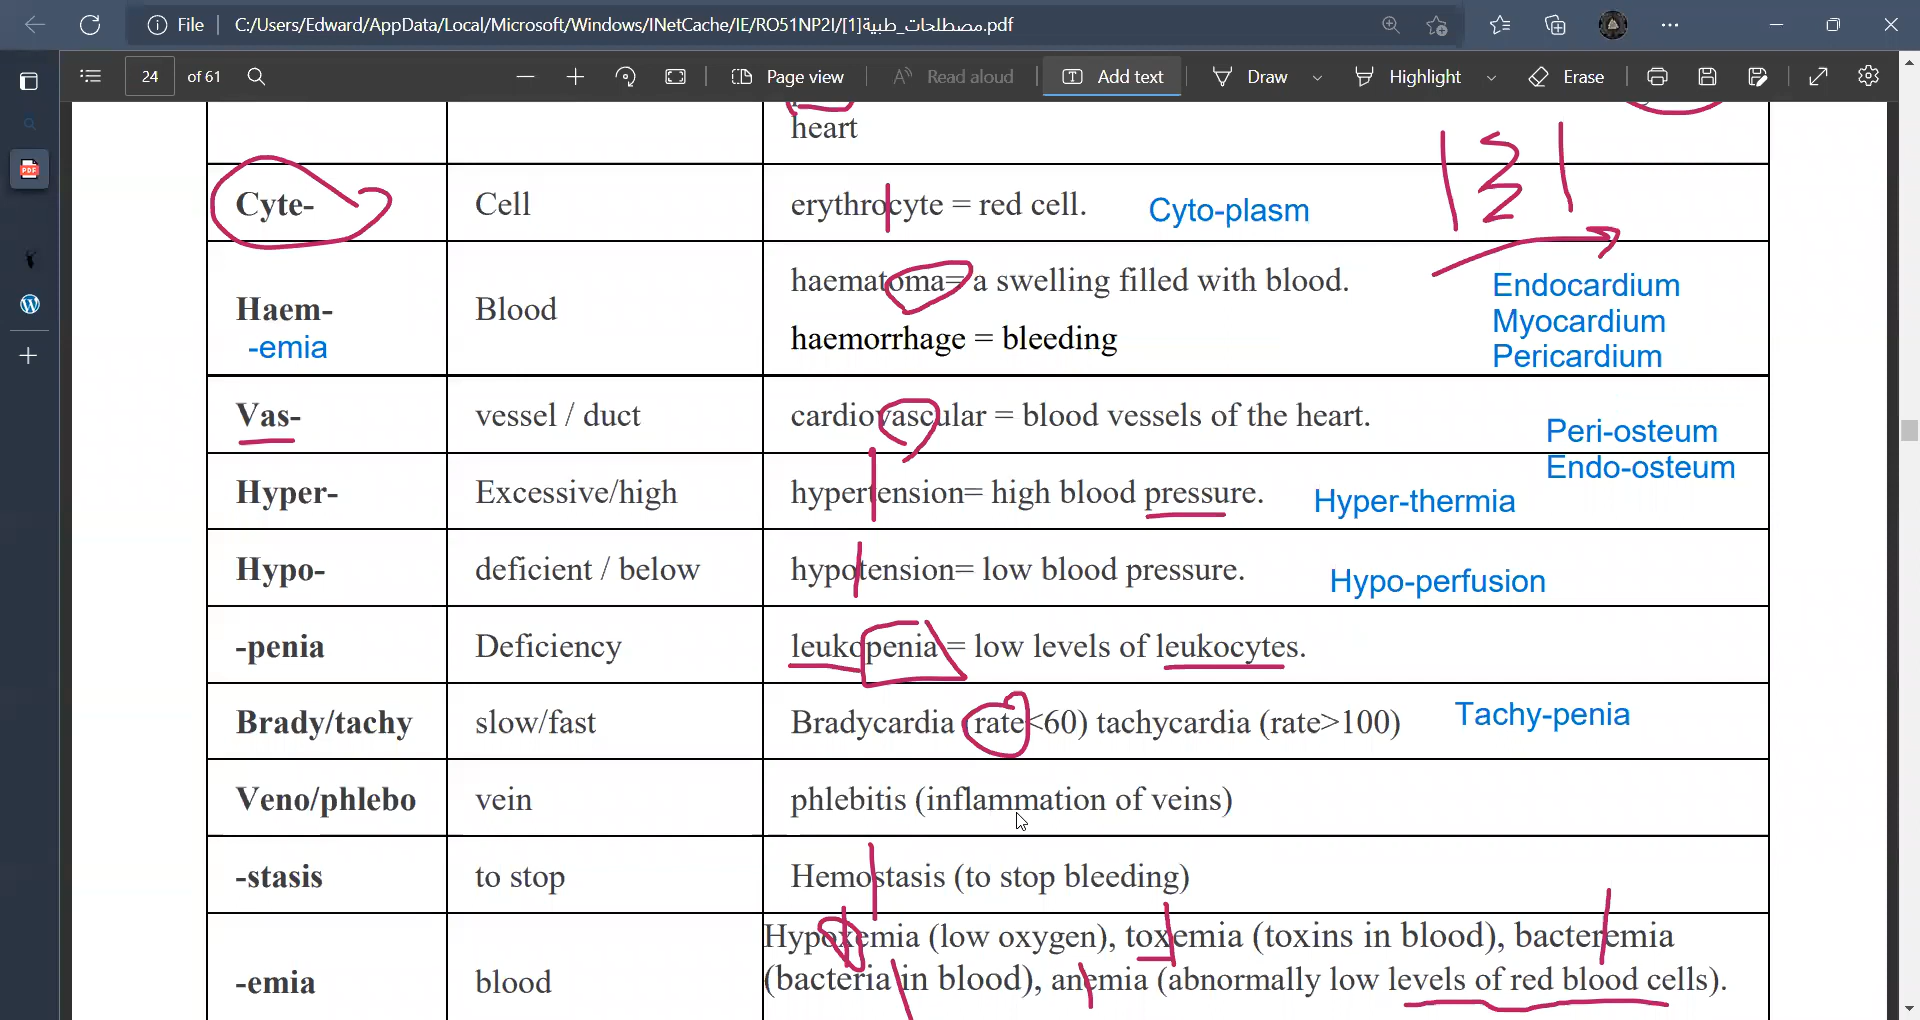 File
C:/Users/Edward/AppData/Local/Microsoft/Windows/INetCache/IE/RO51NP2I/[1]مصطلحات_طبية.pdf
24 of 61
Page view
Read aloud
Add text
Draw
Highlight
Erase
heart
Cyte-
Cell
erythrocyte = red cell.
Cyto-plasm
Haem-
-emia
Blood
haematoma= a swelling filled with blood.
haemorrhage = bleeding
Endocardium
Myocardium
Pericardium
Vas-
vessel / duct
cardiovascular = blood vessels of the heart.
Peri-osteum
Endo-osteum
Hyper-
Excessive/high
hypertension= high blood pressure.
Hyper-thermia
Hypo-
deficient / below
hypotension= low blood pressure.
Hypo-perfusion
-penia
Deficiency
leukopenia = low levels of leukocytes.
Brady/tachy
slow/fast
Bradycardia (rate<60) tachycardia (rate>100)
Tachy-penia
Veno/phlebo
vein
phlebitis (inflammation of veins)
-stasis
to stop
Hemostasis (to stop bleeding)
-emia
blood
Hypoxemia (low oxygen), toxemia (toxins in blood), bacteremia
(bacteria in blood), anemia (abnormally low levels of red blood cells).